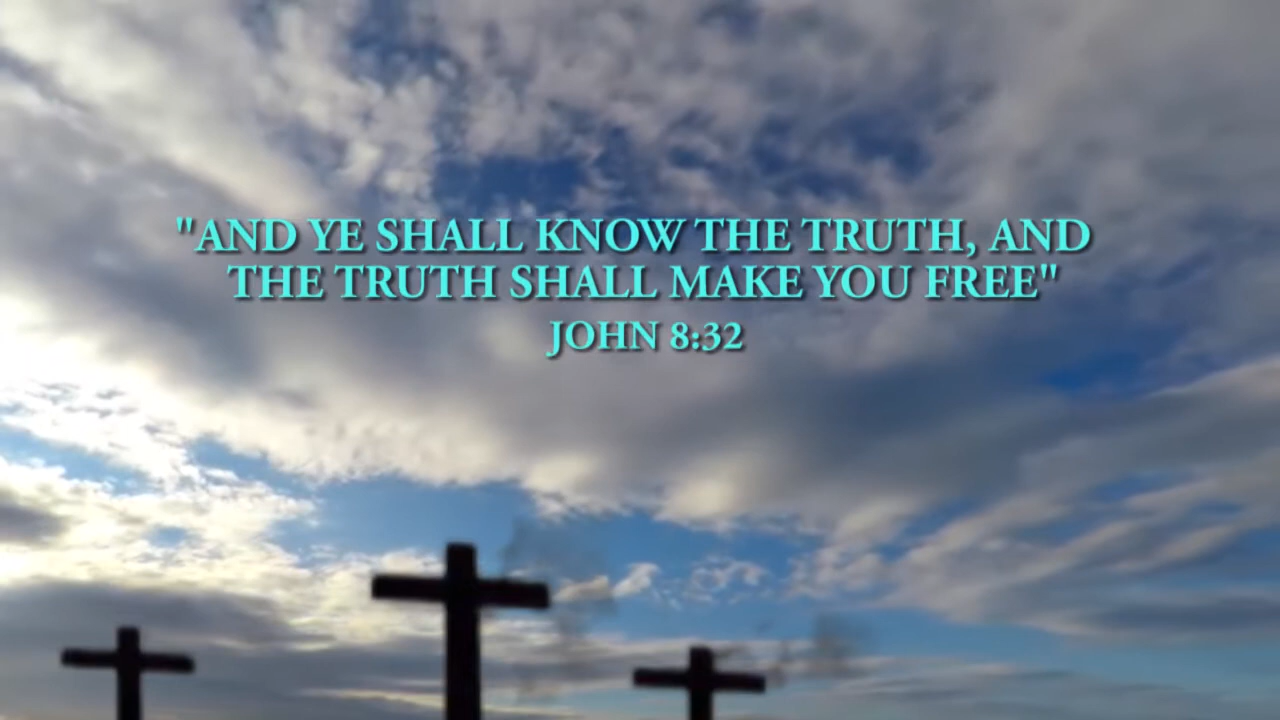 "AND YE SHALL KNOW THE TRUTH, AND
THE TRUTH SHALL MAKE YOU FREE"
JOHN 8:32